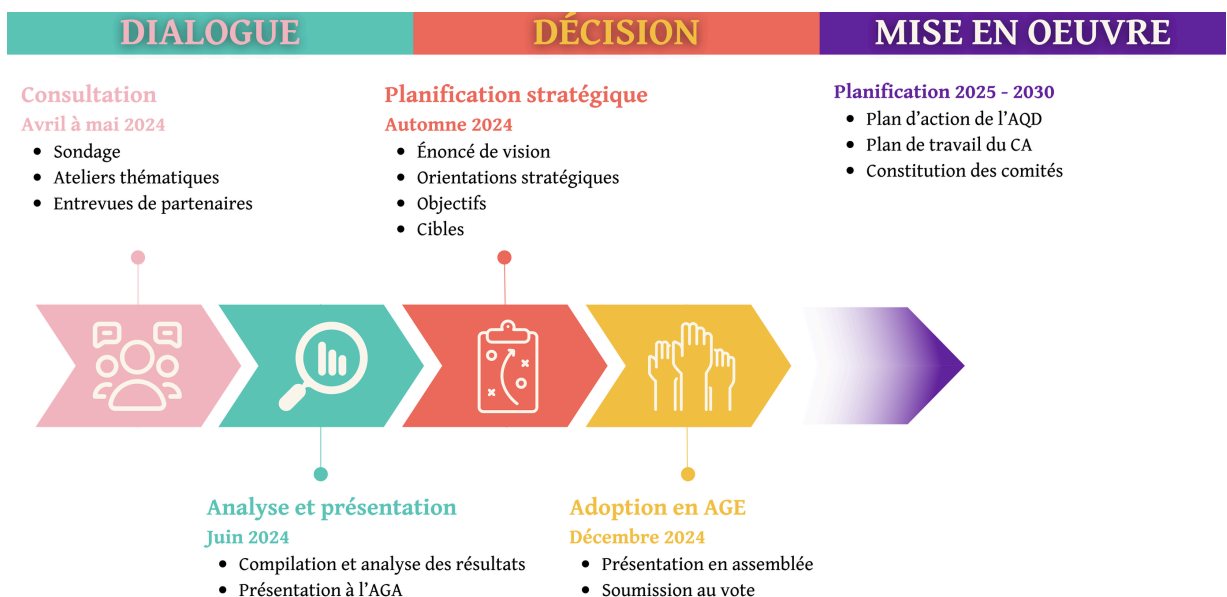 DIALOGUE
DÉCISION
MISE EN OEUVRE
Consultation
Avril à mai 2024
• Sondage
• Ateliers thématiques
• Entrevues de partenaires
Planification stratégique
Automne 2024
• Énoncé de vision
• Orientations stratégiques
• Objectifs
• Cibles
Planification 2025 - 2030
• Plan d’action de l’AQD
• Plan de travail du CA
• Constitution des comités
Analyse et présentation
Juin 2024
• Compilation et analyse des résultats
• Présentation à l’AGA
Adoption en AGE
Décembre 2024
• Présentation en assemblée
• Soumission au vote